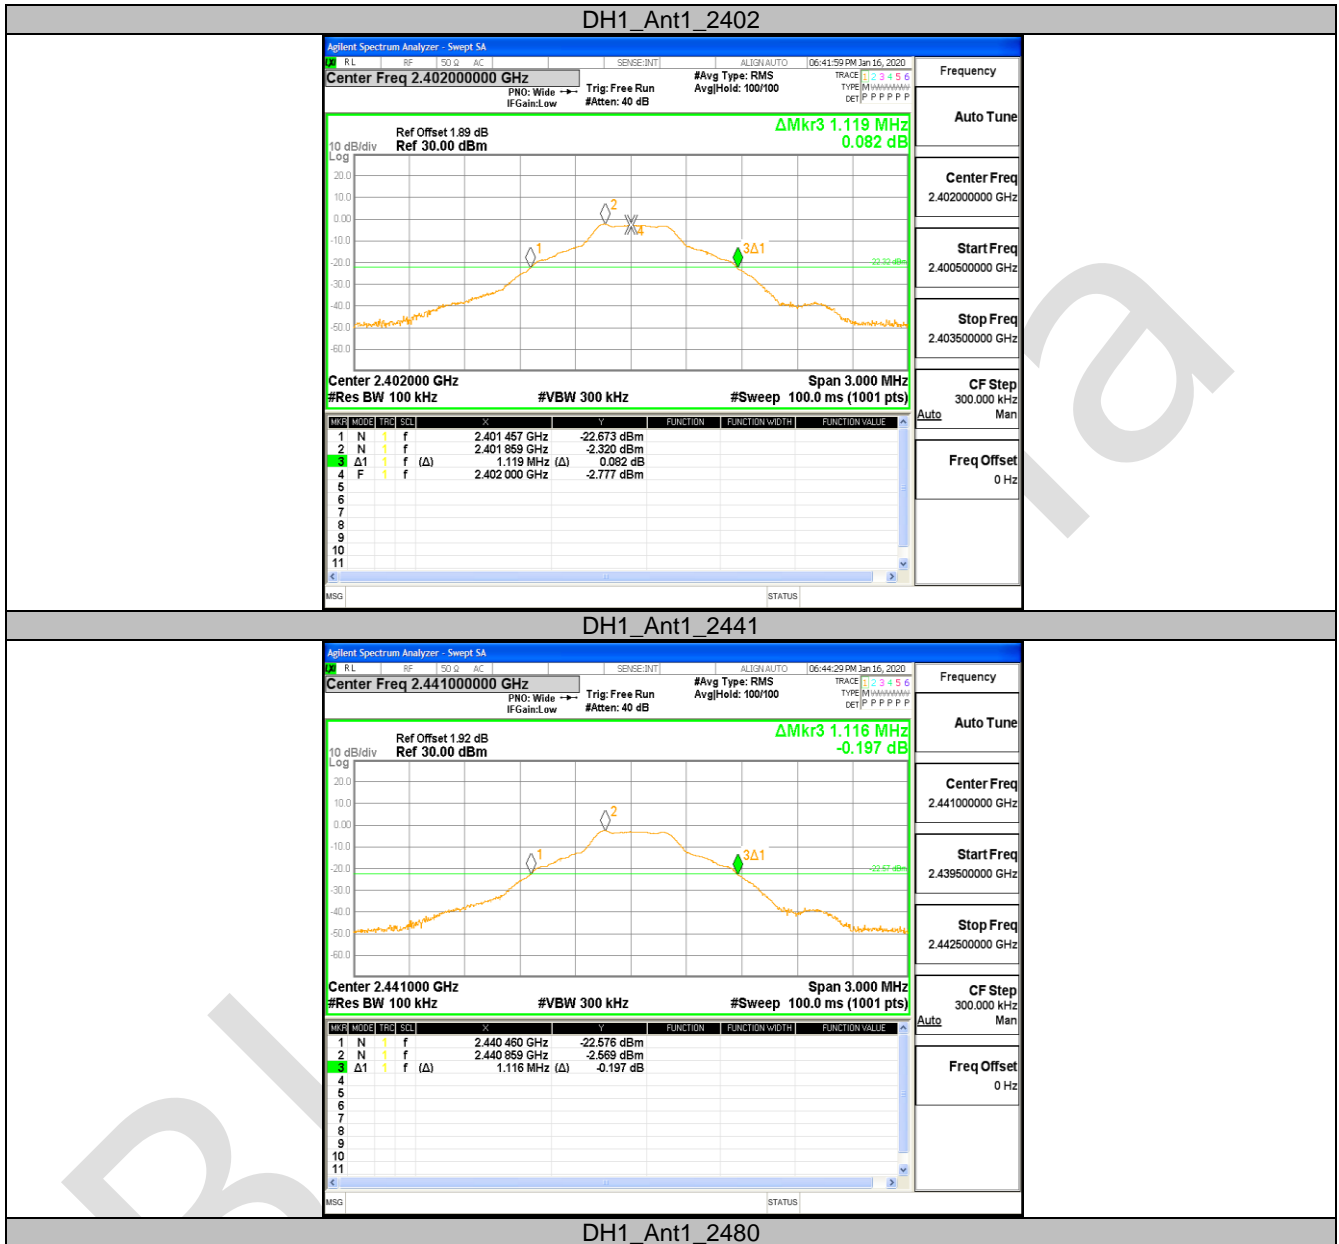 DH1_Ant1_2402
Agilent Spectrum Analyzer - Swept SA
LXI RL RF 50 Ω AC SENSE:INT ALIGN AUTO 06:41:59 PM Jan 16, 2020
Center Freq 2.402000000 GHz
PNO: Wide
IFGain:Low
Trig: Free Run
#Atten: 40 dB
#Avg Type: RMS
Avg|Hold: 100/100
TRACE 1 2 3 4 5 6
TYPE M W W W W W
DET P P P P P P
ΔMkr3 1.119 MHz
0.082 dB
Ref Offset 1.89 dB
10 dB/div Ref 30.00 dBm
Log
20.0
10.0
0.00
-10.0
-20.0
-30.0
-40.0
-50.0
-60.0
1
2
4
3Δ1
-22.32 dBm
Center 2.402000 GHz Span 3.000 MHz
#Res BW 100 kHz #VBW 300 kHz #Sweep 100.0 ms (1001 pts)
MKR MODE TRC SCL X Y FUNCTION FUNCTION WIDTH FUNCTION VALUE
1 N 1 f 2.401 457 GHz -22.673 dBm
2 N 1 f 2.401 859 GHz -2.320 dBm
3 Δ1 1 f (Δ) 1.119 MHz (Δ) 0.082 dB
4 F 1 f 2.402 000 GHz -2.777 dBm
5
6
7
8
9
10
11
MSG STATUS
Frequency
Auto Tune
Center Freq
2.402000000 GHz
Start Freq
2.400500000 GHz
Stop Freq
2.403500000 GHz
CF Step
300.000 kHz
Auto Man
Freq Offset
0 Hz
DH1_Ant1_2441
Agilent Spectrum Analyzer - Swept SA
LXI RL RF 50 Ω AC SENSE:INT ALIGN AUTO 06:44:29 PM Jan 16, 2020
Center Freq 2.441000000 GHz
PNO: Wide
IFGain:Low
Trig: Free Run
#Atten: 40 dB
#Avg Type: RMS
Avg|Hold: 100/100
TRACE 1 2 3 4 5 6
TYPE M W W W W W
DET P P P P P P
ΔMkr3 1.116 MHz
-0.197 dB
Ref Offset 1.92 dB
10 dB/div Ref 30.00 dBm
Log
20.0
10.0
0.00
-10.0
-20.0
-30.0
-40.0
-50.0
-60.0
1
2
3Δ1
-22.57 dBm
Center 2.441000 GHz Span 3.000 MHz
#Res BW 100 kHz #VBW 300 kHz #Sweep 100.0 ms (1001 pts)
MKR MODE TRC SCL X Y FUNCTION FUNCTION WIDTH FUNCTION VALUE
1 N 1 f 2.440 460 GHz -22.576 dBm
2 N 1 f 2.440 859 GHz -2.569 dBm
3 Δ1 1 f (Δ) 1.116 MHz (Δ) -0.197 dB
4
5
6
7
8
9
10
11
MSG STATUS
Frequency
Auto Tune
Center Freq
2.441000000 GHz
Start Freq
2.439500000 GHz
Stop Freq
2.442500000 GHz
CF Step
300.000 kHz
Auto Man
Freq Offset
0 Hz
DH1_Ant1_2480